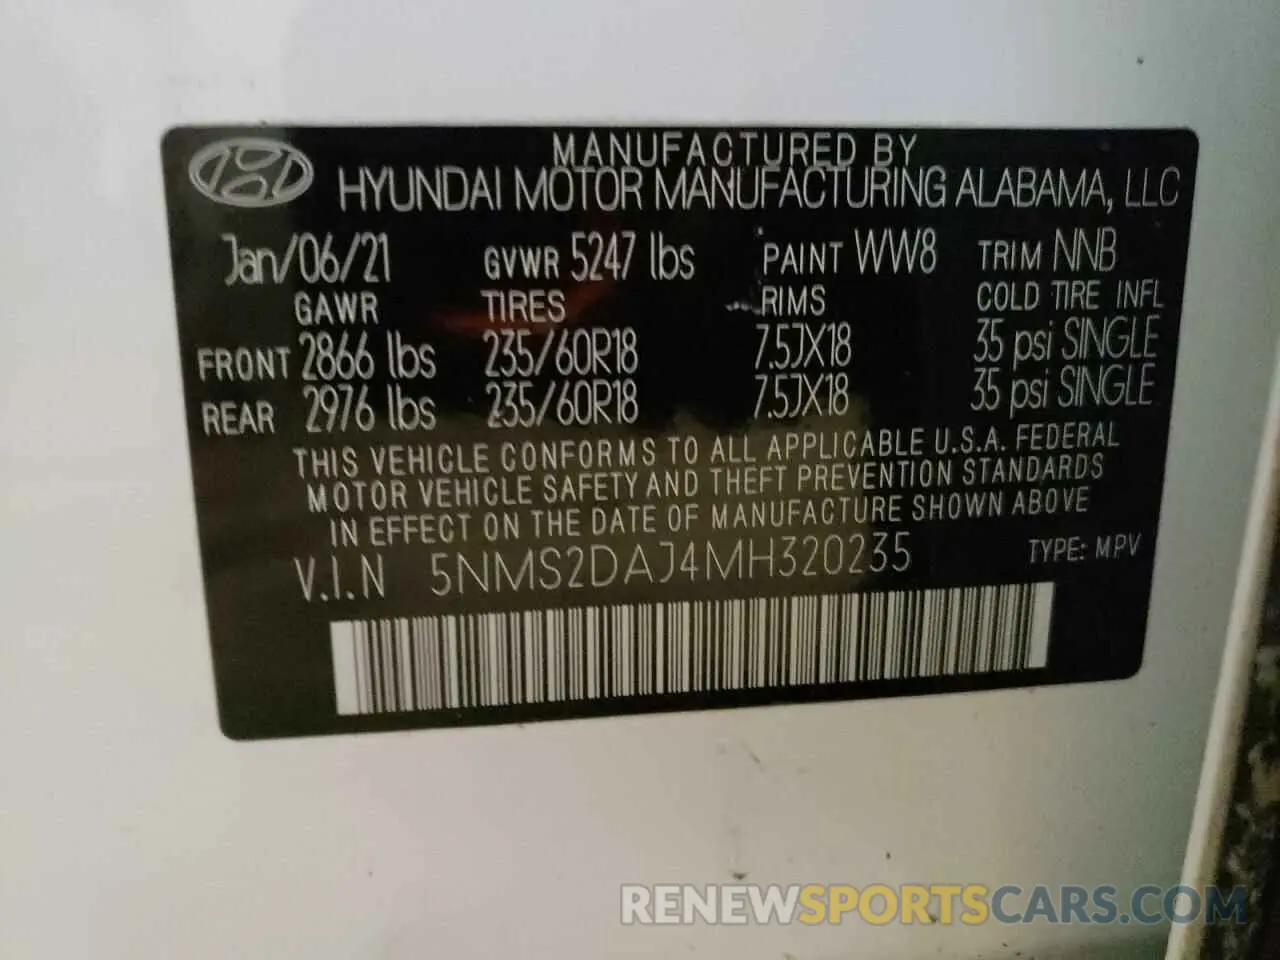 MANUFACTURED BY
HYUNDAI MOTOR MANUFACTURING ALABAMA, LLC
Jan/06/21 GVWR 5247 lbs PAINT WW8 TRIM NNB
GAWR TIRES RIMS COLD TIRE INFL
FRONT 2866 lbs 235/60R18 7.5JX18 35 psi SINGLE
REAR 2976 lbs 235/60R18 7.5JX18 35 psi SINGLE
THIS VEHICLE CONFORMS TO ALL APPLICABLE U.S.A. FEDERAL
MOTOR VEHICLE SAFETY AND THEFT PREVENTION STANDARDS
IN EFFECT ON THE DATE OF MANUFACTURE SHOWN ABOVE
V.I.N 5NMS2DAJ4MH320235 TYPE: MPV
RENEWSPORTSCARS.COM